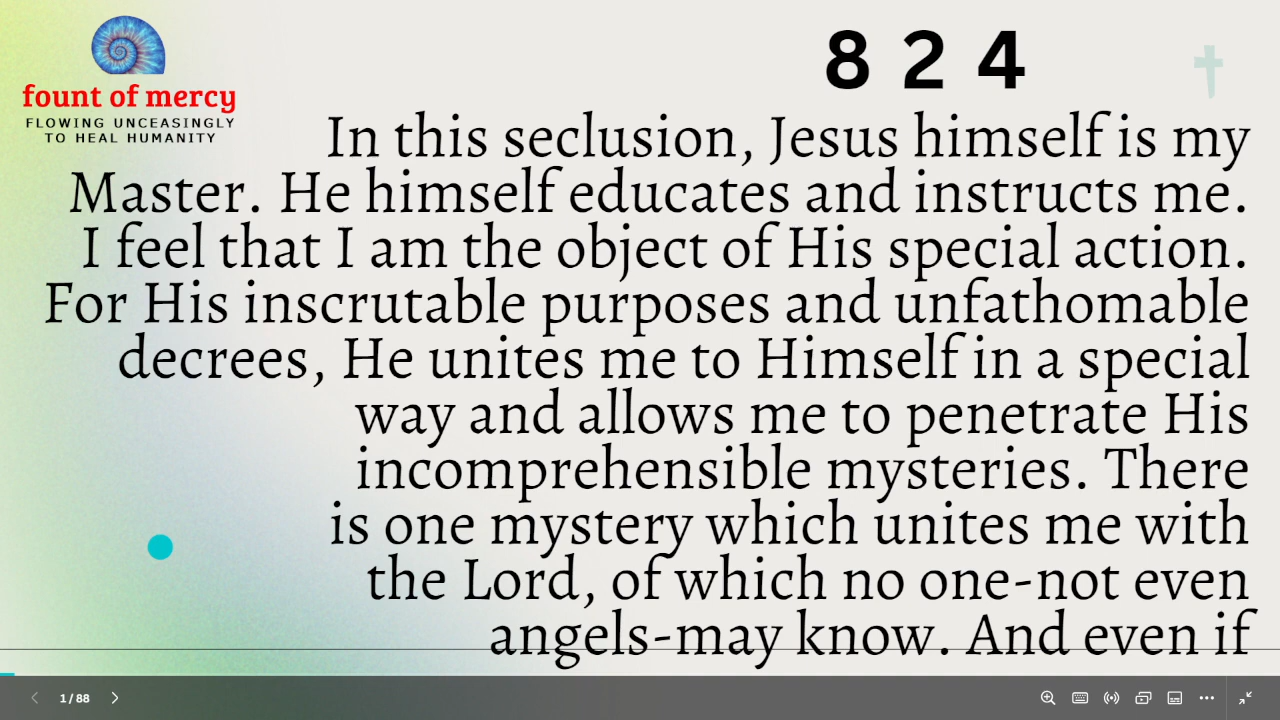 fount of mercy
FLOWING UNCEASINGLY
TO HEAL HUMANITY
824
In this seclusion, Jesus himself is my
Master. He himself educates and instructs me.
I feel that I am the object of His special action.
For His inscrutable purposes and unfathomable
decrees, He unites me to Himself in a special
way and allows me to penetrate His
incomprehensible mysteries. There
is one mystery which unites me with
the Lord, of which no one-not even
angels-may know. And even if
1 / 88